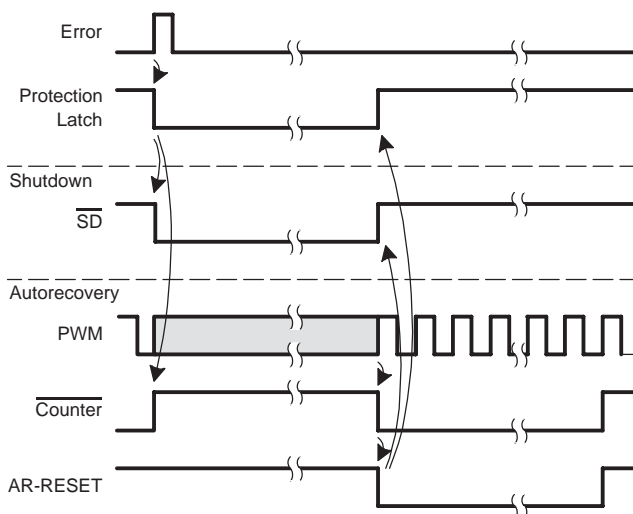 Error
Protection
Latch
Shutdown
SD
Autorecovery
PWM
Counter
AR-RESET